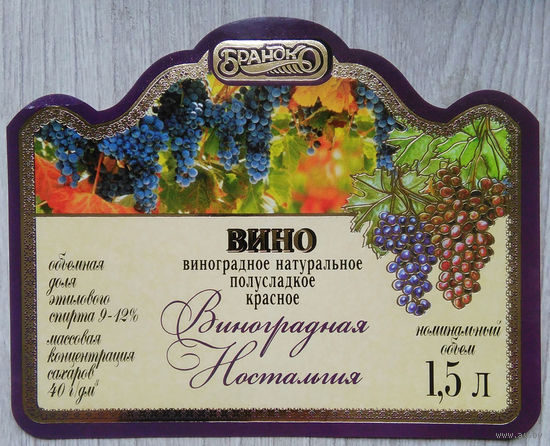 БРАНОКО
ВИНО
виноградное натуральное
полусладкое
красное
Виноградная
Ностальгия
объемная
доля
этилового
спирта 9-12%
массовая
концентрация
сахаров
40 г/дм³
номинальный
объем
1,5 л